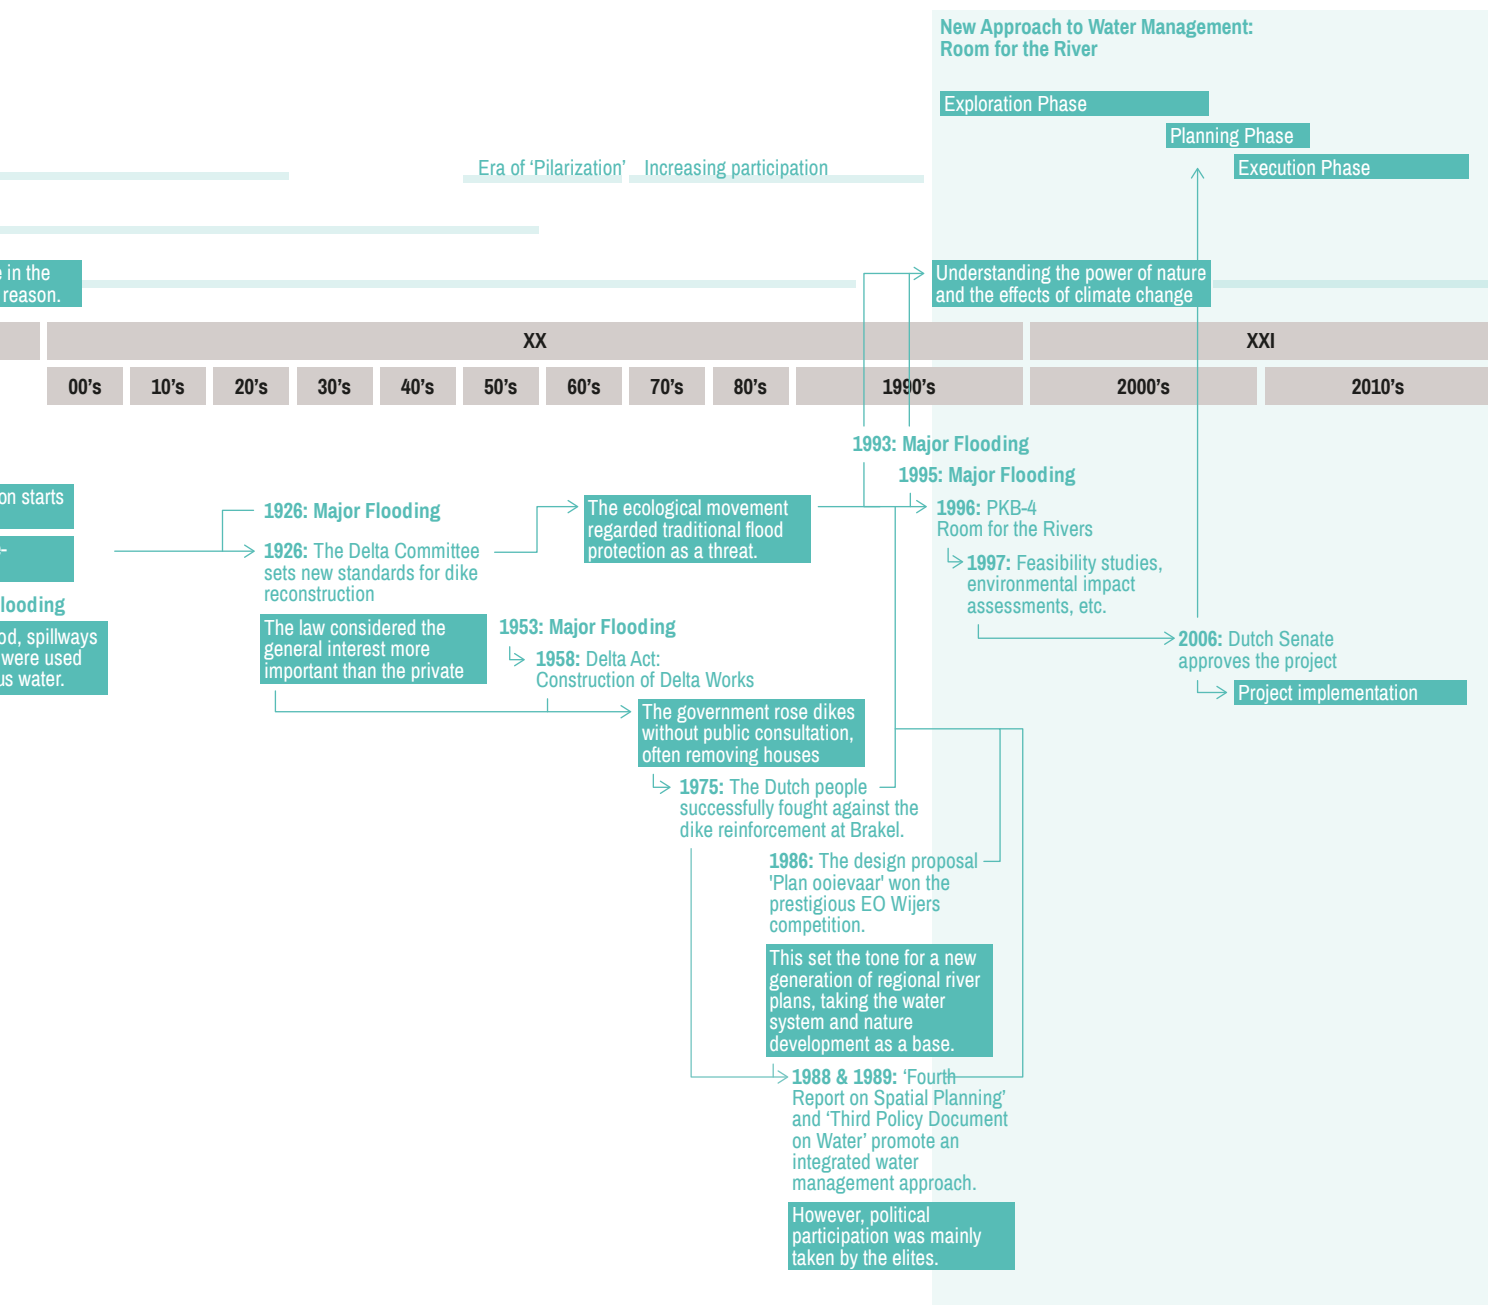 New Approach to Water Management:
Room for the River
Exploration Phase
Planning Phase
Execution Phase
Era of ‘Pilarization’
Increasing participation
in the
reason.
Understanding the power of nature
and the effects of climate change
XX
XXI
00’s
10’s
20’s
30’s
40’s
50’s
60’s
70’s
80’s
1990’s
2000’s
2010’s
1993: Major Flooding
1995: Major Flooding
on starts
1926: Major Flooding
The ecological movement
regarded traditional flood
protection as a threat.
1996: PKB-4
Room for the Rivers
1926: The Delta Committee
sets new standards for dike
reconstruction
1997: Feasibility studies,
environmental impact
assessments, etc.
looding
od, spillways
were used
us water.
The law considered the
general interest more
important than the private
1953: Major Flooding
1958: Delta Act:
Construction of Delta Works
2006: Dutch Senate
approves the project
Project implementation
The government rose dikes
without public consultation,
often removing houses
1975: The Dutch people
successfully fought against the
dike reinforcement at Brakel.
1986: The design proposal
'Plan ooievaar' won the
prestigious EO Wijers
competition.
This set the tone for a new
generation of regional river
plans, taking the water
system and nature
development as a base.
1988 & 1989: ‘Fourth
Report on Spatial Planning’
and ‘Third Policy Document
on Water’ promote an
integrated water
management approach.
However, political
participation was mainly
taken by the elites.